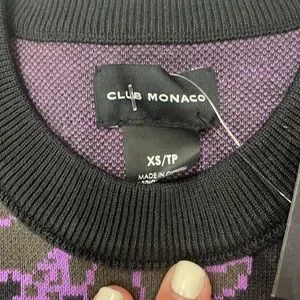 CLUB MONACO
XS/TP
MADE IN